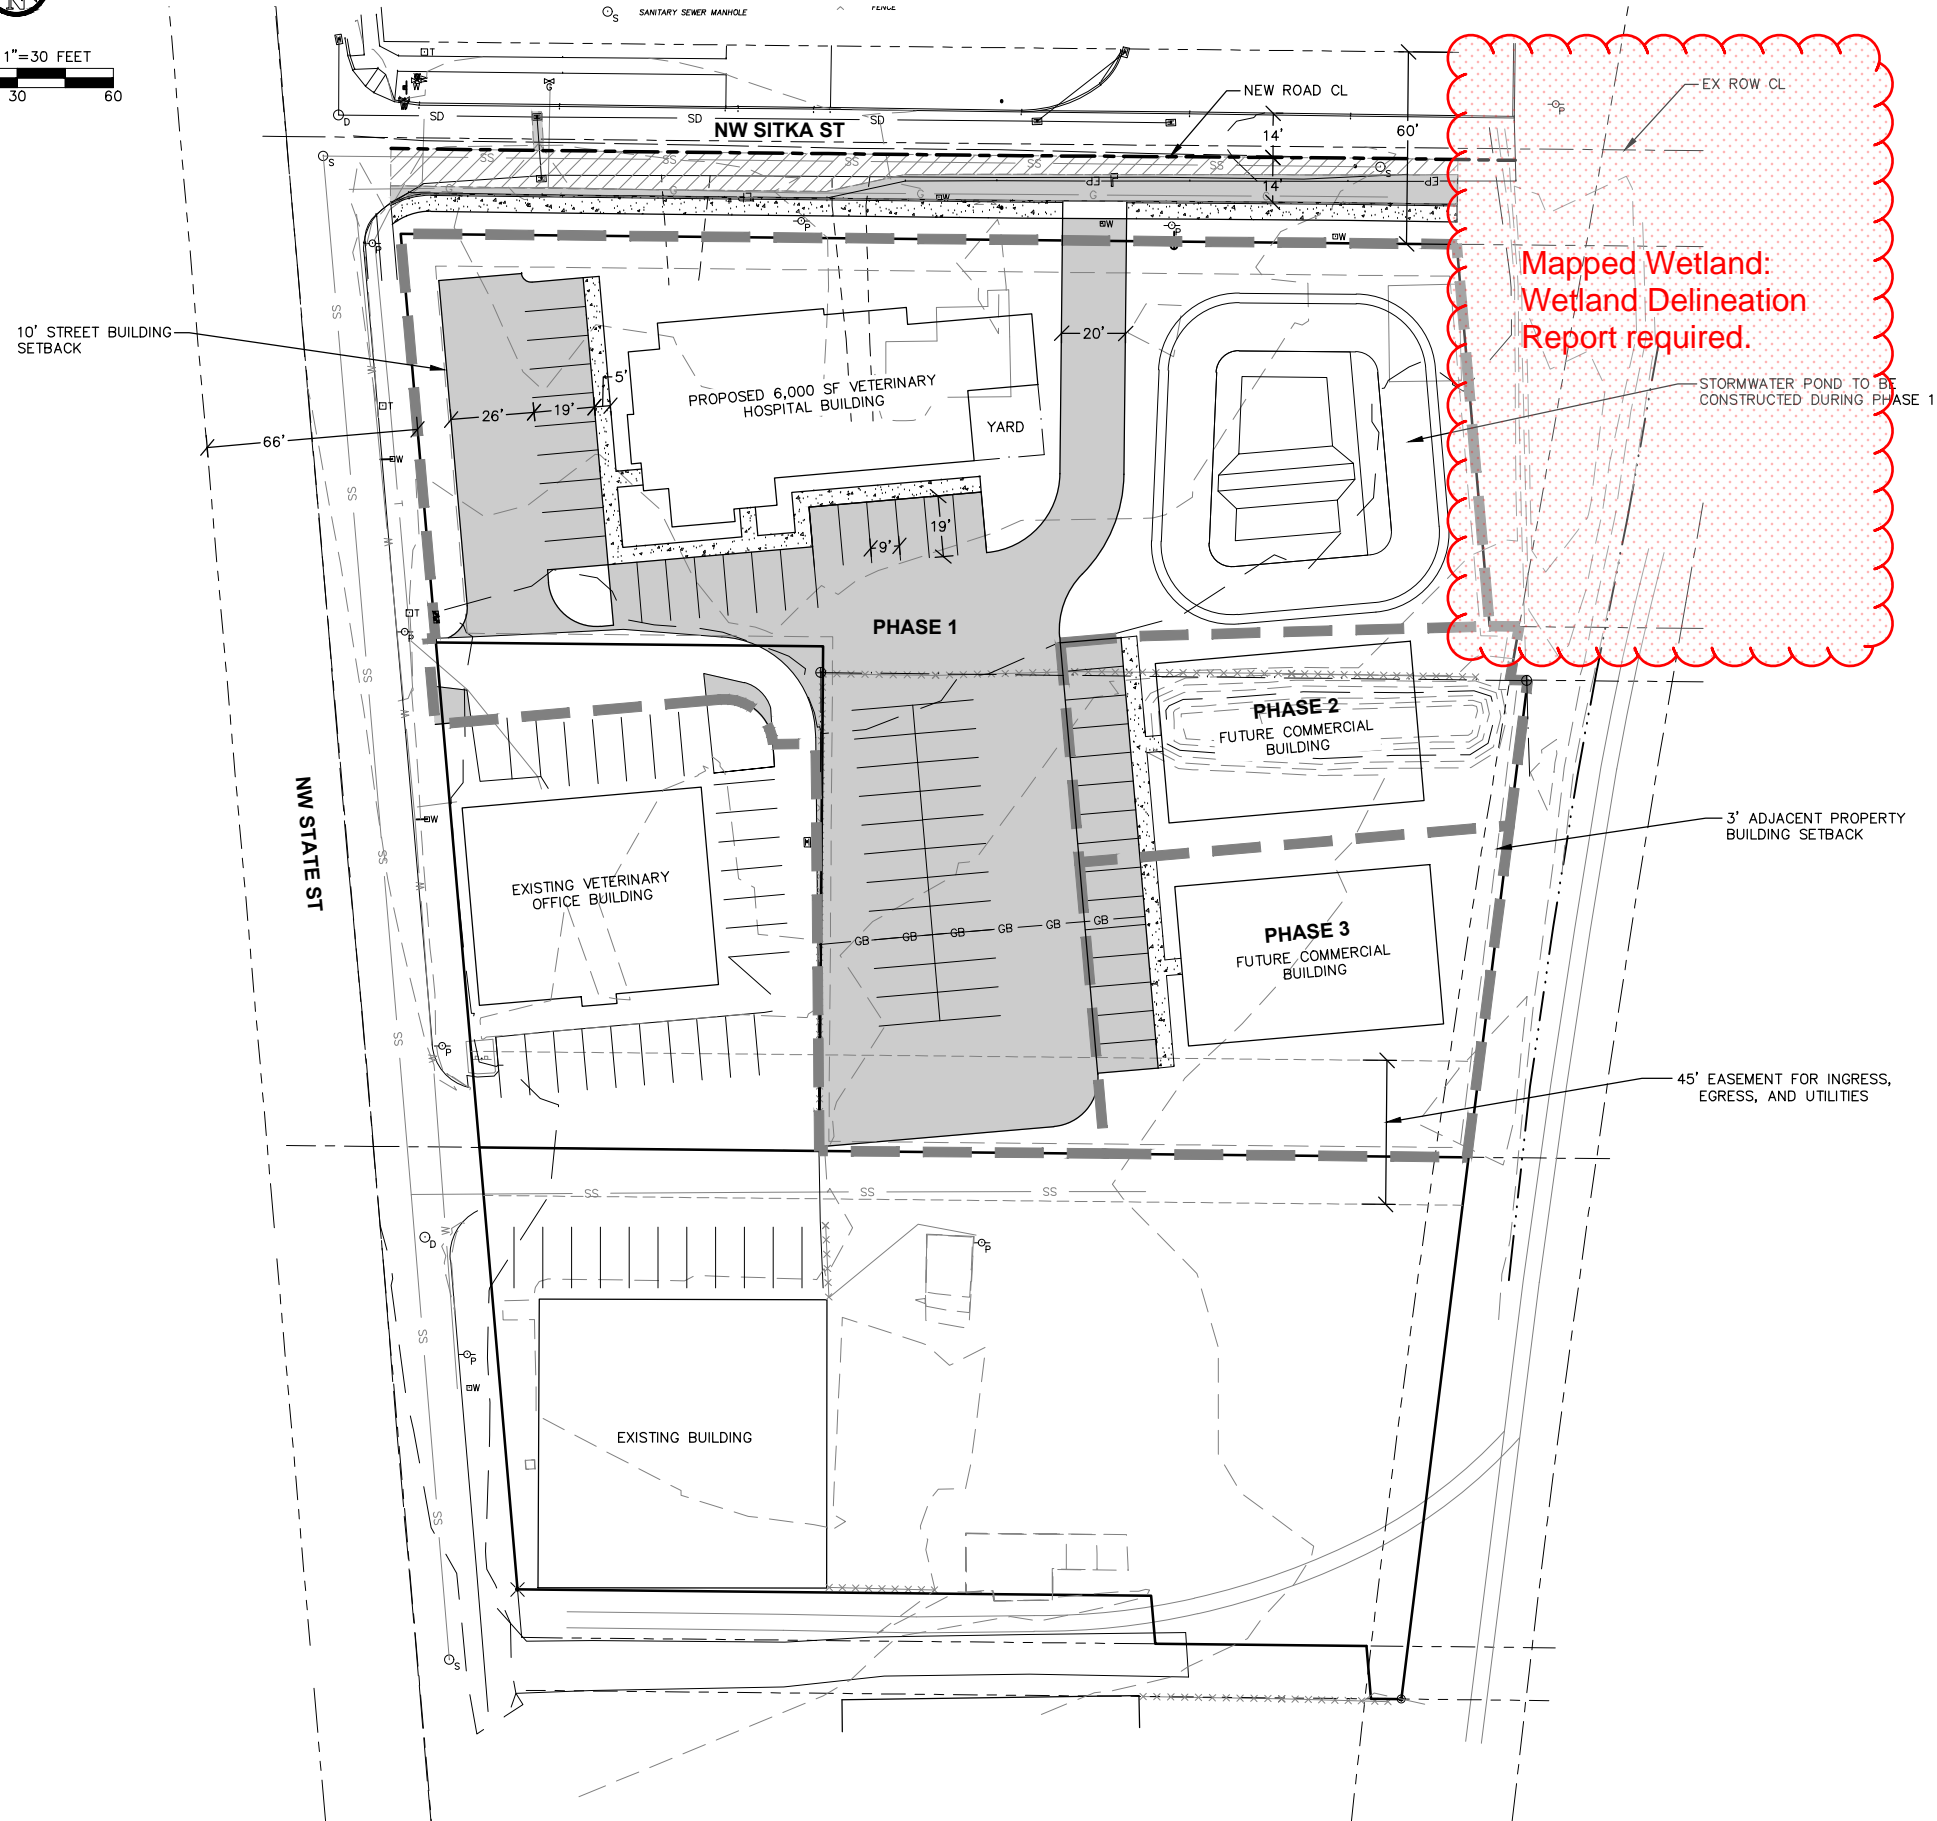 N
SANITARY SEWER MANHOLE
FENCE
1"=30 FEET
30
60
NEW ROAD CL
EX ROW CL
NW SITKA ST
14'
14'
60'
Mapped Wetland:
Wetland Delineation
Report required.
10' STREET BUILDING
SETBACK
20'
5'
26'
19'
66'
PROPOSED 6,000 SF VETERINARY
HOSPITAL BUILDING
YARD
STORMWATER POND TO BE
CONSTRUCTED DURING PHASE 1
19'
9'
PHASE 1
PHASE 2
FUTURE COMMERCIAL
BUILDING
NW STATE ST
3' ADJACENT PROPERTY
BUILDING SETBACK
EXISTING VETERINARY
OFFICE BUILDING
GB GB GB GB GB GB
PHASE 3
FUTURE COMMERCIAL
BUILDING
45' EASEMENT FOR INGRESS,
EGRESS, AND UTILITIES
SS SS SS
EXISTING BUILDING